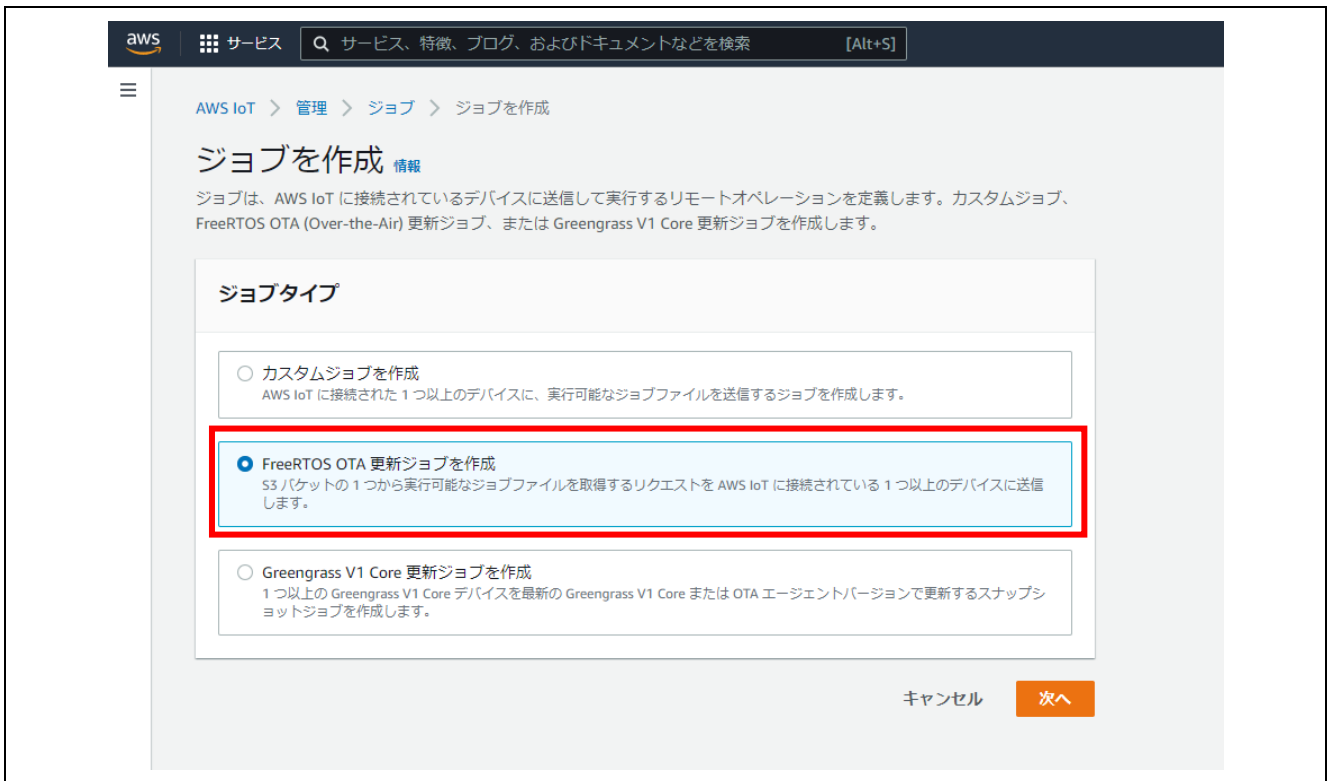 aws
サービス
サービス、特徴、ブログ、およびドキュメントなどを検索 [Alt+S]
AWS IoT > 管理 > ジョブ > ジョブを作成
ジョブを作成 情報
ジョブは、AWS IoT に接続されているデバイスに送信して実行するリモートオペレーションを定義します。カスタムジョブ、
FreeRTOS OTA (Over-the-Air) 更新ジョブ、または Greengrass V1 Core 更新ジョブを作成します。
ジョブタイプ
カスタムジョブを作成
AWS IoT に接続された 1 つ以上のデバイスに、実行可能なジョブファイルを送信するジョブを作成します。
FreeRTOS OTA 更新ジョブを作成
S3 バケットの 1 つから実行可能なジョブファイルを取得するリクエストを AWS IoT に接続されている 1 つ以上のデバイスに送信
します。
Greengrass V1 Core 更新ジョブを作成
1 つ以上の Greengrass V1 Core デバイスを最新の Greengrass V1 Core または OTA エージェントバージョンで更新するスナップシ
ョットジョブを作成します。
キャンセル 次へ